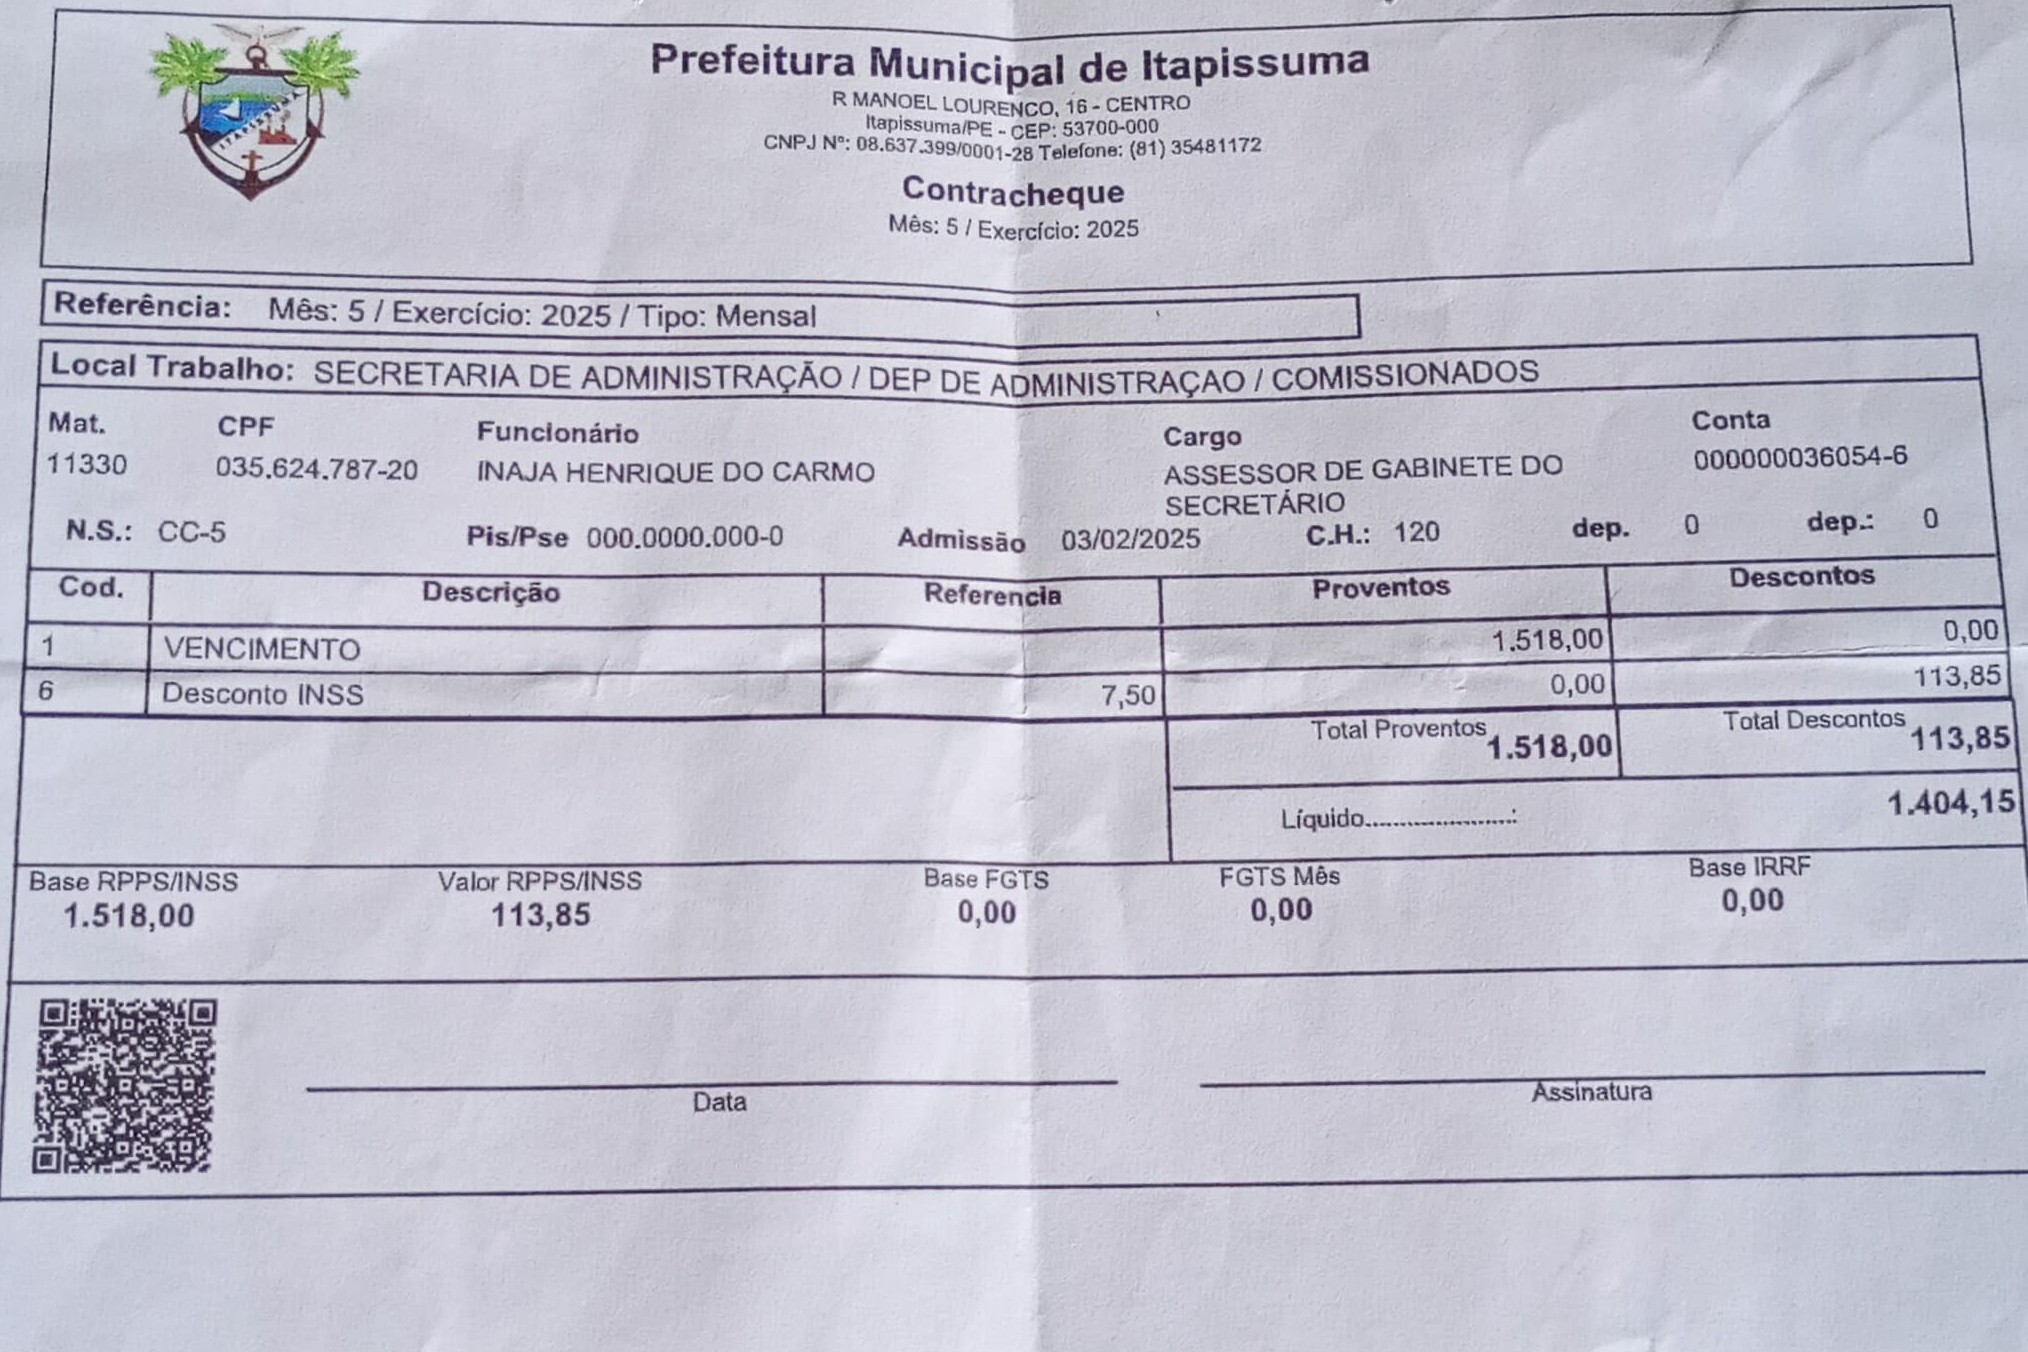 ITAPISSUMA
Prefeitura Municipal de Itapissuma
R MANOEL LOURENCO, 16 - CENTRO
Itapissuma/PE - CEP: 53700-000
CNPJ Nº: 08.637.399/0001-28 Telefone: (81) 35481172
Contracheque
Mês: 5 / Exercício: 2025
Referência: Mês: 5 / Exercício: 2025 / Tipo: Mensal
Local Trabalho: SECRETARIA DE ADMINISTRAÇÃO / DEP DE ADMINISTRAÇAO / COMISSIONADOS
Mat. CPF Funcionário Cargo Conta
11330 035.624.787-20 INAJA HENRIQUE DO CARMO ASSESSOR DE GABINETE DO 000000036054-6
SECRETÁRIO
N.S.: CC-5 Pis/Pse 000.0000.000-0 Admissão 03/02/2025 C.H.: 120 dep. 0 dep.: 0
Cod. Descrição Referencia Proventos Descontos
1 VENCIMENTO 1.518,00 0,00
6 Desconto INSS 7,50 0,00 113,85
Total Proventos 1.518,00 Total Descontos 113,85
Líquido.......................: 1.404,15
Base RPPS/INSS Valor RPPS/INSS Base FGTS FGTS Mês Base IRRF
1.518,00 113,85 0,00 0,00 0,00
Data Assinatura